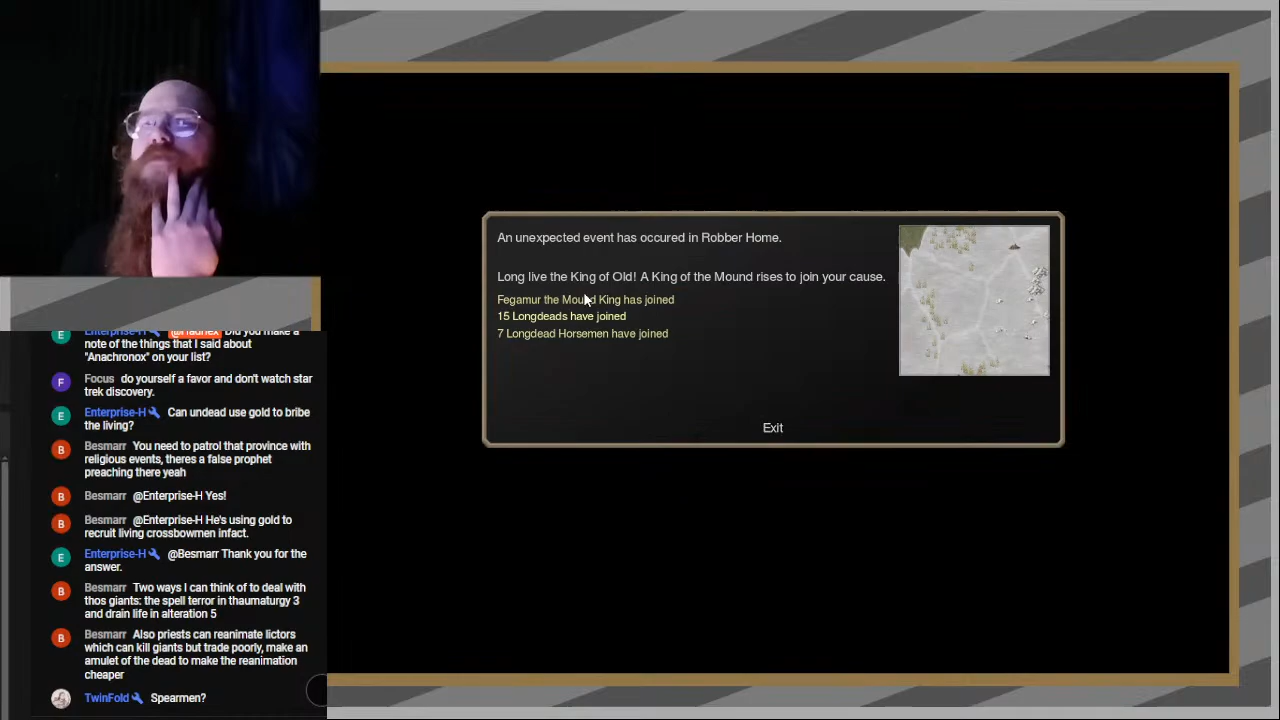 An unexpected event has occured in Robber Home.
Long live the King of Old! A King of the Mound rises to join your cause.
Fegamur the Mound King has joined
15 Longdeads have joined
7 Longdead Horsemen have joined
Exit
E Enterprise-H Did you make a
note of the things that I said about
"Anachronox" on your list?
F Focus do yourself a favor and don't watch star
trek discovery.
E Enterprise-H Can undead use gold to bribe
the living?
B Besmarr You need to patrol that province with
religious events, theres a false prophet
preaching there yeah
B Besmarr @Enterprise-H Yes!
B Besmarr @Enterprise-H He's using gold to
recruit living crossbowmen infact.
E Enterprise-H @Besmarr Thank you for the
answer.
B Besmarr Two ways I can think of to deal with
thos giants: the spell terror in thaumaturgy 3
and drain life in alteration 5
B Besmarr Also priests can reanimate lictors
which can kill giants but trade poorly, make an
amulet of the dead to make the reanimation
cheaper
TwinFold Spearmen?